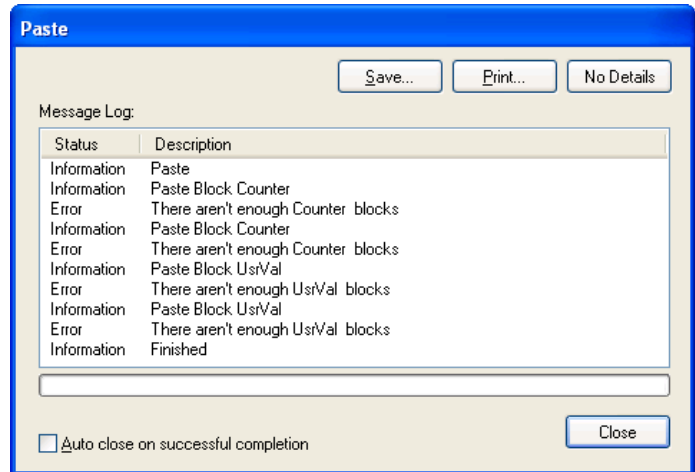 Paste
Save... Print... No Details
Message Log:
Status Description
Information Paste
Information Paste Block Counter
Error There aren't enough Counter blocks
Information Paste Block Counter
Error There aren't enough Counter blocks
Information Paste Block UsrVal
Error There aren't enough UsrVal blocks
Information Paste Block UsrVal
Error There aren't enough UsrVal blocks
Information Finished
Auto close on successful completion
Close